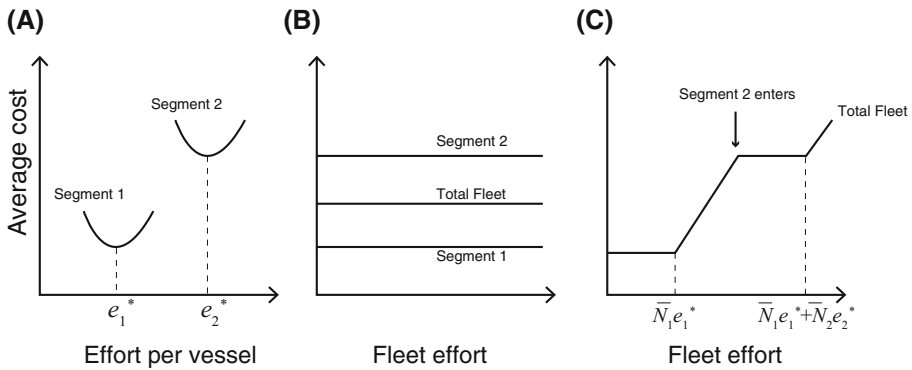 (A)
Average cost
Segment 1
Segment 2
e₁*
e₂*
Effort per vessel
(B)
Segment 2
Total Fleet
Segment 1
Fleet effort
(C)
Segment 2 enters
Total Fleet
N̅₁e₁*
N̅₁e₁*+N̅₂e₂*
Fleet effort